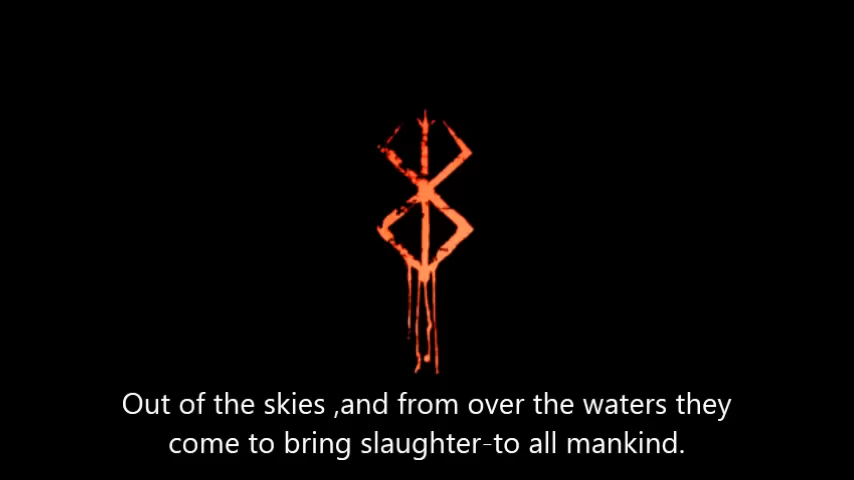 Out of the skies ,and from over the waters they
come to bring slaughter-to all mankind.